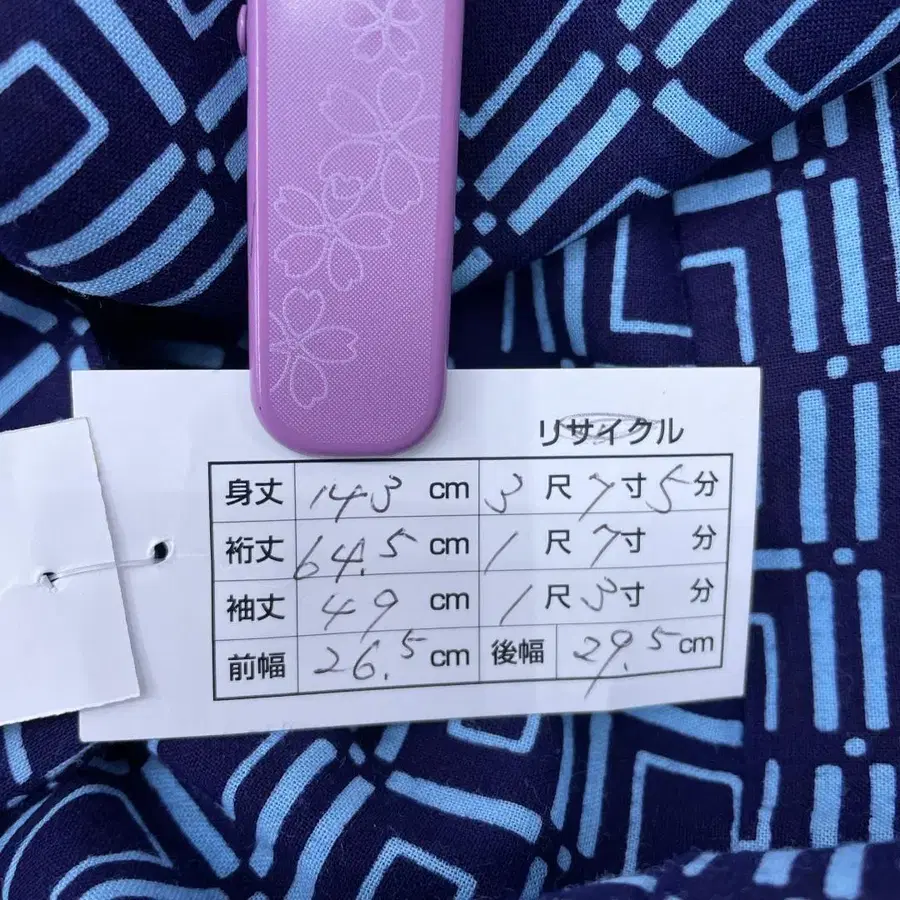 リサイクル
身丈 143 cm 3 尺 7 寸 5 分
裄丈 64.5 cm 1 尺 7 寸 分
袖丈 49 cm 1 尺 3 寸 分
前幅 26.5 cm 後幅 29.5 cm